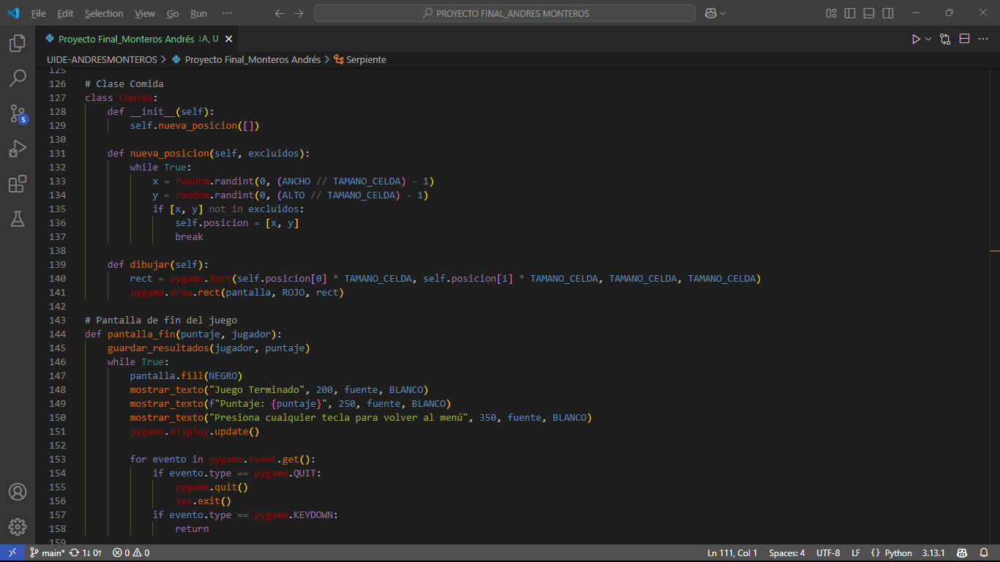 File Edit Selection View Go Run ··· PROYECTO FINAL_ANDRES MONTEROS
Proyecto Final_Monteros Andrés ↓A, U
UIDE-ANDRESMONTEROS > Proyecto Final_Monteros Andrés > Serpiente
125
126 # Clase Comida
127 class Comida:
128 def __init__(self):
129 self.nueva_posicion([])
130
131 def nueva_posicion(self, excluidos):
132 while True:
133 x = random.randint(0, (ANCHO // TAMANO_CELDA) - 1)
134 y = random.randint(0, (ALTO // TAMANO_CELDA) - 1)
135 if [x, y] not in excluidos:
136 self.posicion = [x, y]
137 break
138
139 def dibujar(self):
140 rect = pygame.Rect(self.posicion[0] * TAMANO_CELDA, self.posicion[1] * TAMANO_CELDA, TAMANO_CELDA, TAMANO_CELDA)
141 pygame.draw.rect(pantalla, ROJO, rect)
142
143 # Pantalla de fin del juego
144 def pantalla_fin(puntaje, jugador):
145 guardar_resultados(jugador, puntaje)
146 while True:
147 pantalla.fill(NEGRO)
148 mostrar_texto("Juego Terminado", 200, fuente, BLANCO)
149 mostrar_texto(f"Puntaje: {puntaje}", 250, fuente, BLANCO)
150 mostrar_texto("Presiona cualquier tecla para volver al menú", 350, fuente, BLANCO)
151 pygame.display.update()
152
153 for evento in pygame.event.get():
154 if evento.type == pygame.QUIT:
155 pygame.quit()
156 sys.exit()
157 if evento.type == pygame.KEYDOWN:
158 return
159
5
main* 1↓ 0↑ 0 0 Ln 111, Col 1 Spaces: 4 UTF-8 LF {} Python 3.13.1